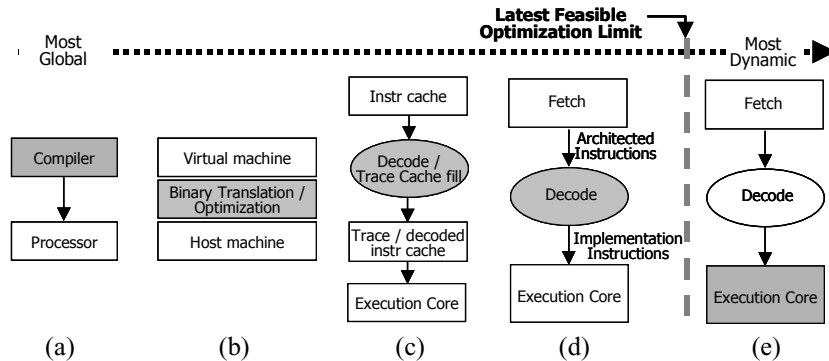 Latest Feasible
Optimization Limit
Most
Global
Most
Dynamic
Compiler
Processor
(a)
Virtual machine
Binary Translation /
Optimization
Host machine
(b)
Instr cache
Decode /
Trace Cache fill
Trace / decoded
instr cache
Execution Core
(c)
Fetch
Architected
Instructions
Decode
Implementation
Instructions
Execution Core
(d)
Fetch
Decode
Execution Core
(e)